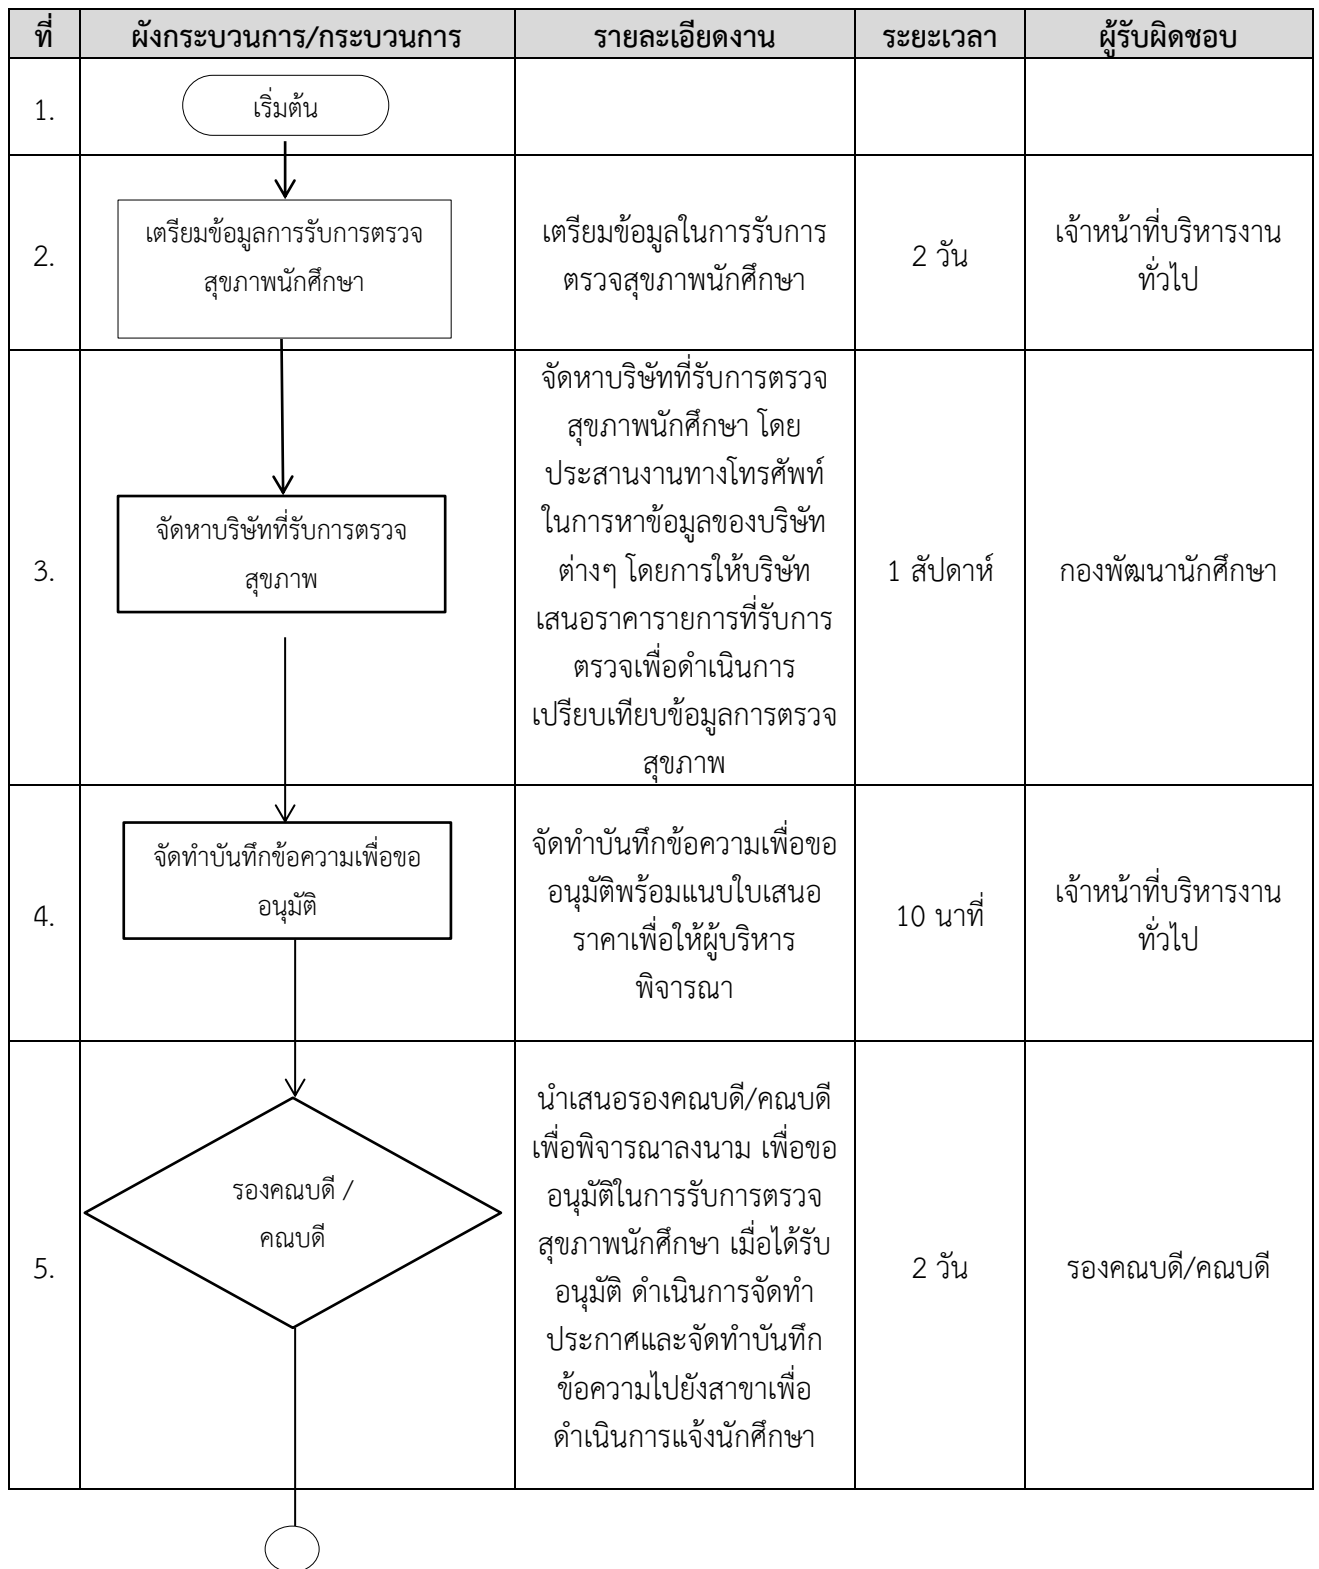 ที่ ผังกระบวนการ/กระบวนการ รายละเอียดงาน ระยะเวลา ผู้รับผิดชอบ
1.
เริ่มต้น
2.
เตรียมข้อมูลการรับการตรวจ
สุขภาพนักศึกษา
เตรียมข้อมูลในการรับการ
ตรวจสุขภาพนักศึกษา
2 วัน
เจ้าหน้าที่บริหารงาน
ทั่วไป
3.
จัดหาบริษัทที่รับการตรวจ
สุขภาพ
จัดหาบริษัทที่รับการตรวจ
สุขภาพนักศึกษา โดย
ประสานงานทางโทรศัพท์
ในการหาข้อมูลของบริษัท
ต่างๆ โดยการให้บริษัท
เสนอราคารายการที่รับการ
ตรวจเพื่อดำเนินการ
เปรียบเทียบข้อมูลการตรวจ
สุขภาพ
1 สัปดาห์
กองพัฒนานักศึกษา
4.
จัดทำบันทึกข้อความเพื่อขอ
อนุมัติ
จัดทำบันทึกข้อความเพื่อขอ
อนุมัติพร้อมแนบใบเสนอ
ราคาเพื่อให้ผู้บริหาร
พิจารณา
10 นาที่
เจ้าหน้าที่บริหารงาน
ทั่วไป
5.
รองคณบดี /
คณบดี
นำเสนอรองคณบดี/คณบดี
เพื่อพิจารณาลงนาม เพื่อขอ
อนุมัติในการรับการตรวจ
สุขภาพนักศึกษา เมื่อได้รับ
อนุมัติ ดำเนินการจัดทำ
ประกาศและจัดทำบันทึก
ข้อความไปยังสาขาเพื่อ
ดำเนินการแจ้งนักศึกษา
2 วัน
รองคณบดี/คณบดี